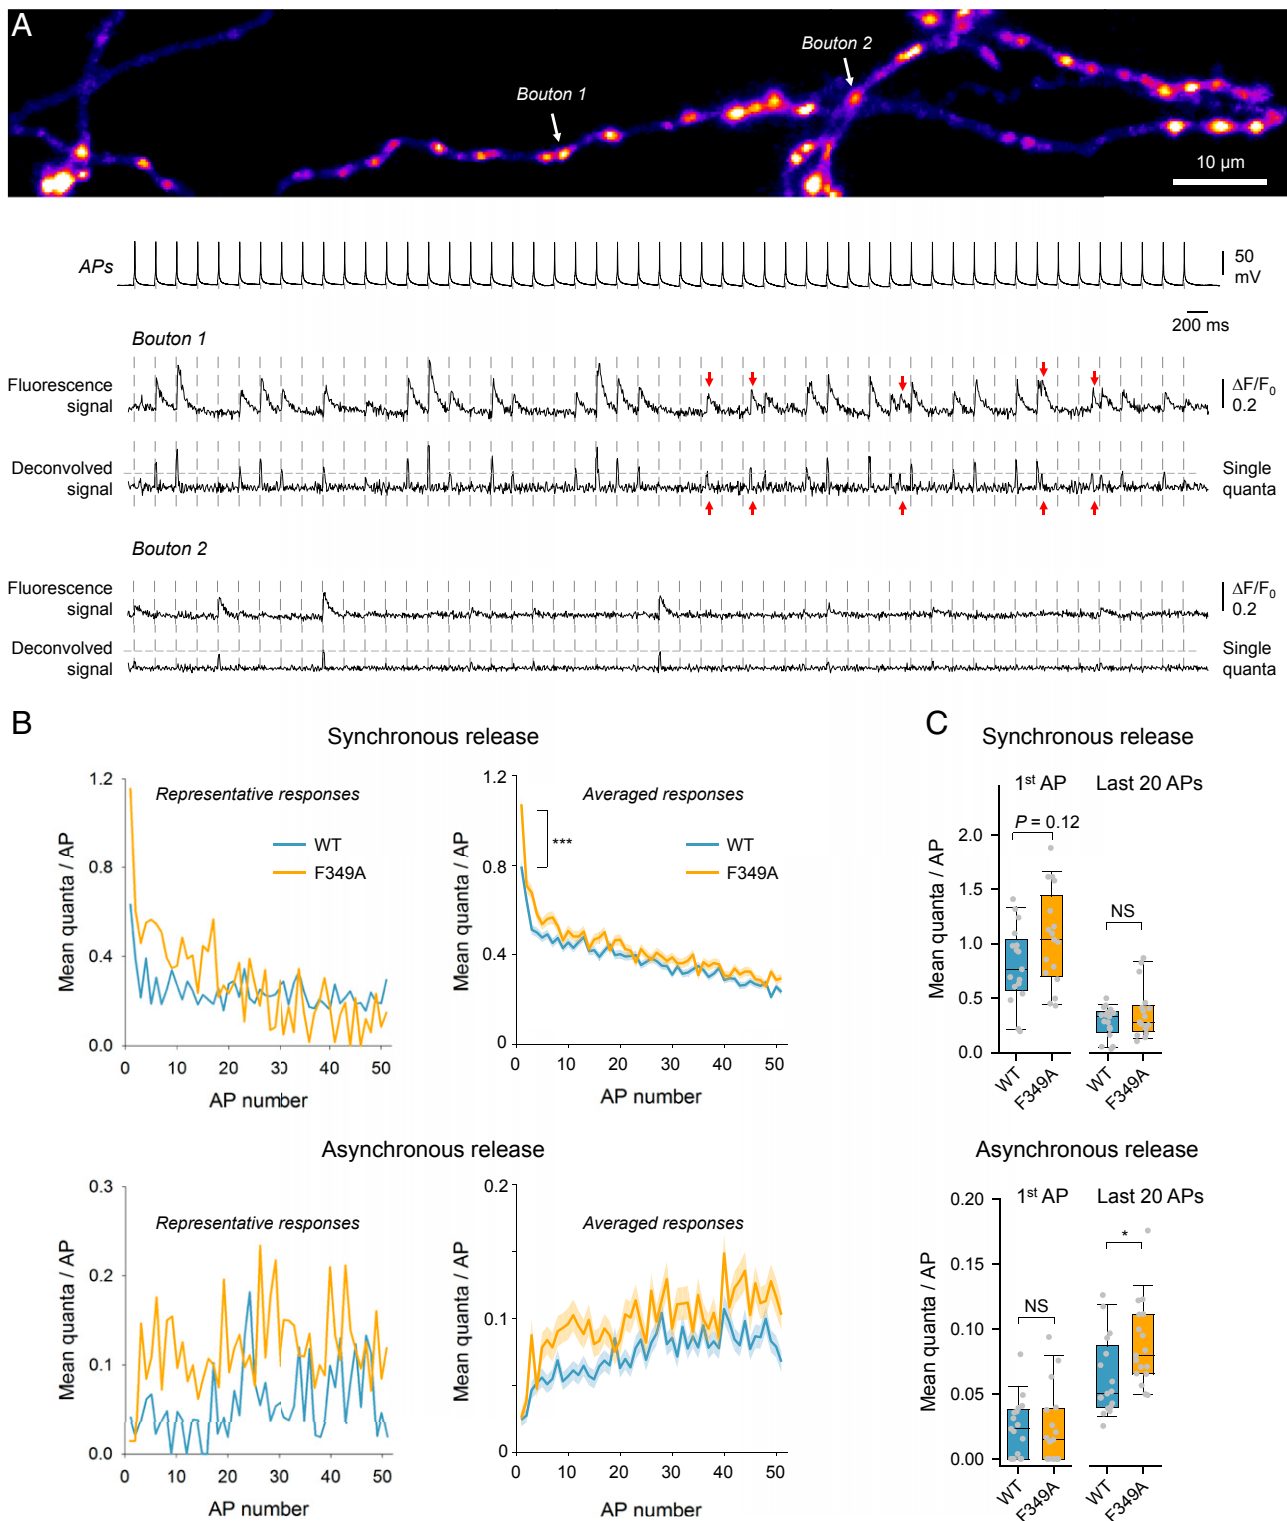 A
Bouton 1
Bouton 2
10 µm
APs
50
mV
200 ms
Bouton 1
Fluorescence
signal
ΔF/F0
0.2
Deconvolved
signal
Single
quanta
Bouton 2
Fluorescence
signal
ΔF/F0
0.2
Deconvolved
signal
Single
quanta
B
Synchronous release
Mean quanta / AP
1.2
0.8
0.4
0.0
Representative responses
WT
F349A
0 10 20 30 40 50
AP number
Mean quanta / AP
1.2
0.8
0.4
0
Averaged responses
***
WT
F349A
0 10 20 30 40 50
AP number
Asynchronous release
Mean quanta / AP
0.3
0.2
0.1
0.0
Representative responses
0 10 20 30 40 50
AP number
Mean quanta / AP
0.2
0.1
0
Averaged responses
0 10 20 30 40 50
AP number
C
Synchronous release
1st AP Last 20 APs
Mean quanta / AP
2.0
1.5
1.0
0.5
0.0
P = 0.12
NS
WT F349A WT F349A
Asynchronous release
1st AP Last 20 APs
Mean quanta / AP
0.20
0.15
0.10
0.05
0.00
NS
*
WT F349A WT F349A